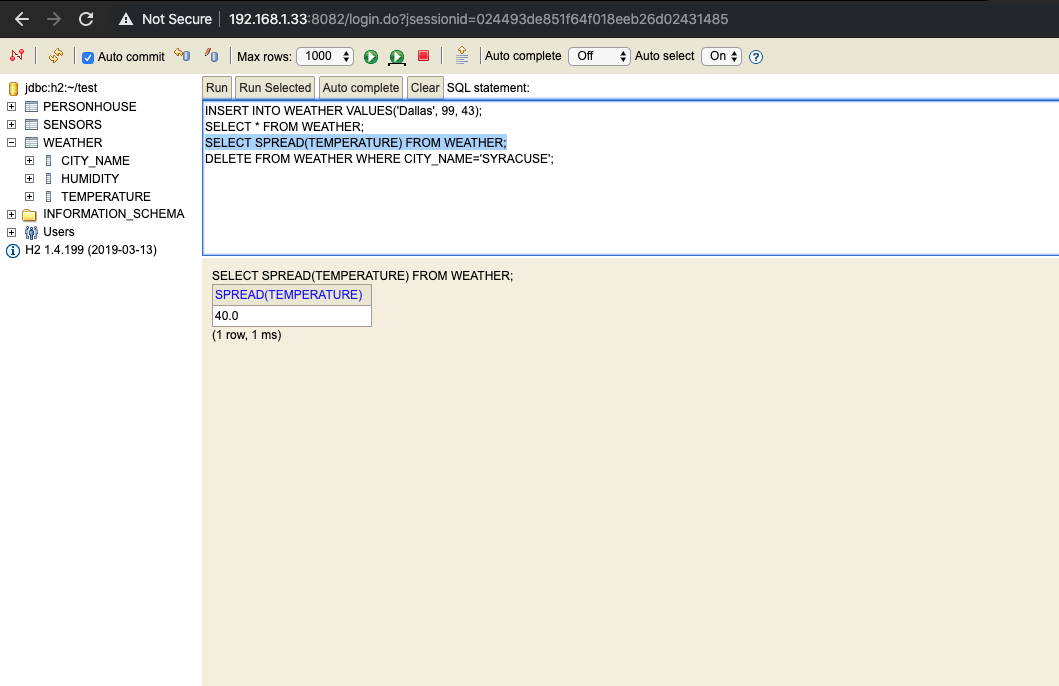 Not Secure 192.168.1.33:8082/login.do?jsessionid=024493de851f64f018eeb26d02431485
Auto commit Max rows: 1000 Auto complete Off Auto select On ?
jdbc:h2:~/test
PERSONHOUSE
SENSORS
WEATHER
CITY_NAME
HUMIDITY
TEMPERATURE
INFORMATION_SCHEMA
Users
H2 1.4.199 (2019-03-13)
Run Run Selected Auto complete Clear SQL statement:
INSERT INTO WEATHER VALUES('Dallas', 99, 43);
SELECT * FROM WEATHER;
SELECT SPREAD(TEMPERATURE) FROM WEATHER;
DELETE FROM WEATHER WHERE CITY_NAME='SYRACUSE';
SELECT SPREAD(TEMPERATURE) FROM WEATHER;
SPREAD(TEMPERATURE)
40.0
(1 row, 1 ms)